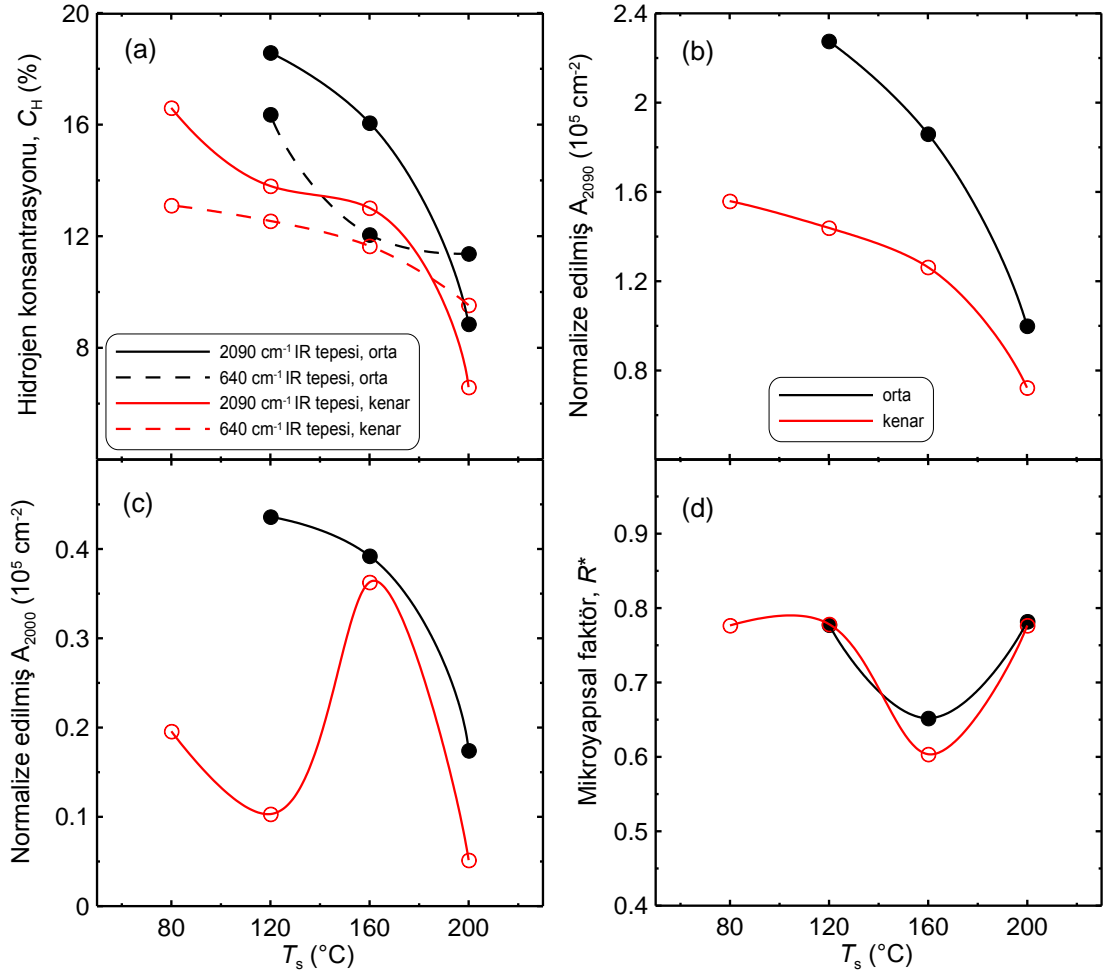 (a)
Hidrojen konsantrasyonu, C_H (%)
20
16
12
8
2090 cm⁻¹ IR tepesi, orta
640 cm⁻¹ IR tepesi, orta
2090 cm⁻¹ IR tepesi, kenar
640 cm⁻¹ IR tepesi, kenar
(b)
Normalize edilmiş A₂₀₉₀ (10⁵ cm⁻²)
2.4
2
1.6
1.2
0.8
orta
kenar
(c)
Normalize edilmiş A₂₀₀₀ (10⁵ cm⁻²)
0.4
0.3
0.2
0.1
0
80 120 160 200
Tₛ (°C)
(d)
Mikroyapısal faktör, R*
0.9
0.8
0.7
0.6
0.5
0.4
80 120 160 200
Tₛ (°C)